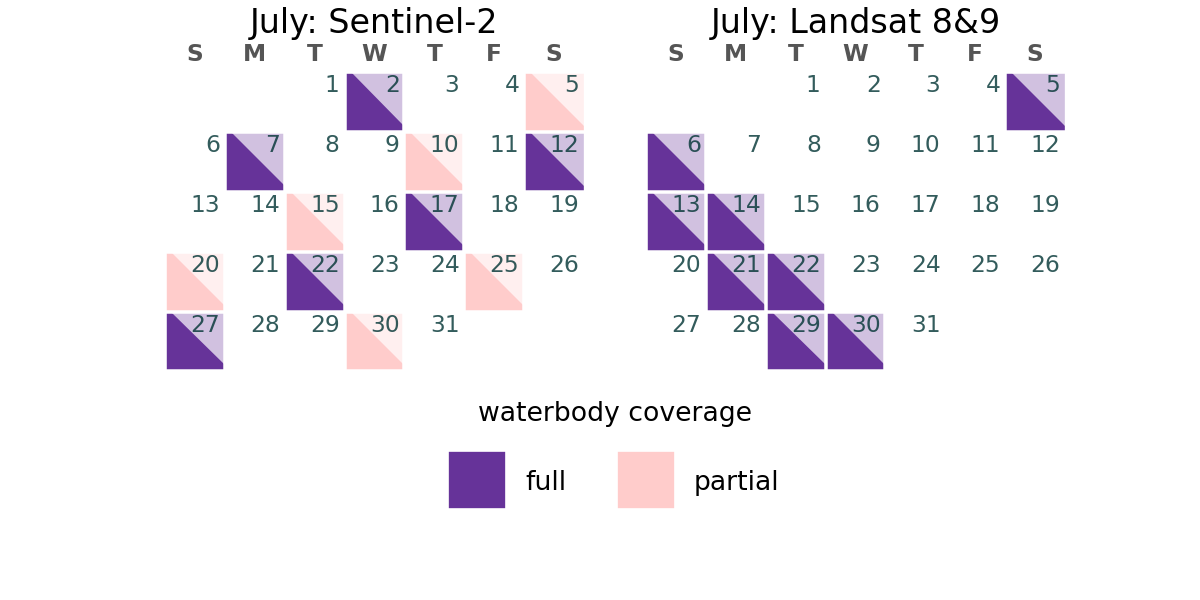 July: Sentinel-2
S M T W T F S
1 2 3 4 5
6 7 8 9 10 11 12
13 14 15 16 17 18 19
20 21 22 23 24 25 26
27 28 29 30 31
July: Landsat 8&9
S M T W T F S
1 2 3 4 5
6 7 8 9 10 11 12
13 14 15 16 17 18 19
20 21 22 23 24 25 26
27 28 29 30 31
waterbody coverage
full
partial